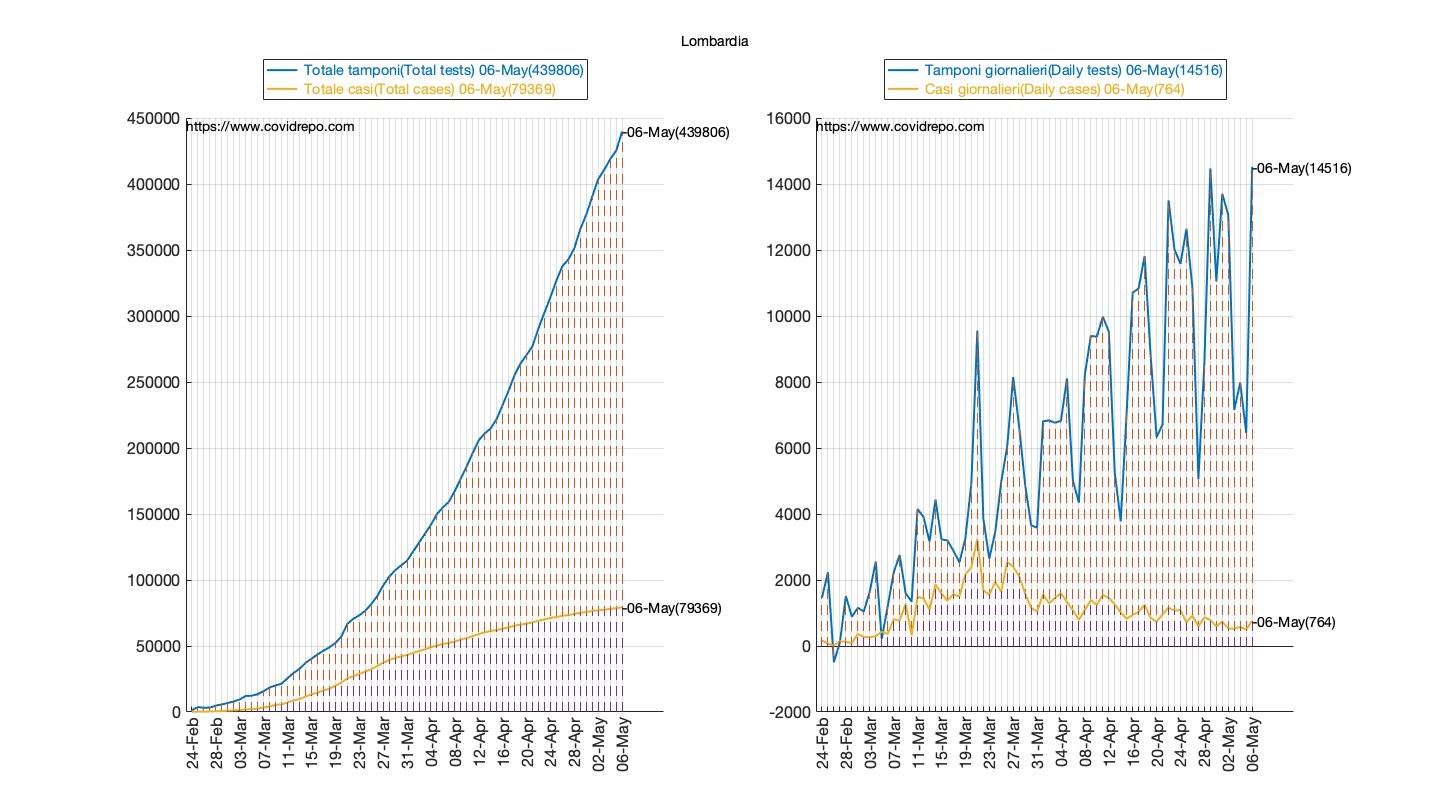 Lombardia
Totale tamponi(Total tests) 06-May(439806)
Totale casi(Total cases) 06-May(79369)
450000
400000
350000
300000
250000
200000
150000
100000
50000
0
https://www.covidrepo.com
06-May(439806)
06-May(79369)
24-Feb
28-Feb
03-Mar
07-Mar
11-Mar
15-Mar
19-Mar
23-Mar
27-Mar
31-Mar
04-Apr
08-Apr
12-Apr
16-Apr
20-Apr
24-Apr
28-Apr
02-May
06-May
Tamponi giornalieri(Daily tests) 06-May(14516)
Casi giornalieri(Daily cases) 06-May(764)
16000
14000
12000
10000
8000
6000
4000
2000
0
-2000
https://www.covidrepo.com
06-May(14516)
06-May(764)
24-Feb
28-Feb
03-Mar
07-Mar
11-Mar
15-Mar
19-Mar
23-Mar
27-Mar
31-Mar
04-Apr
08-Apr
12-Apr
16-Apr
20-Apr
24-Apr
28-Apr
02-May
06-May